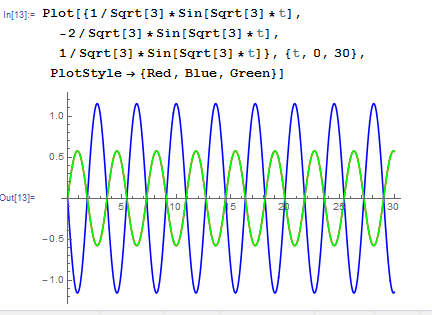 In[13]:= Plot[{1/Sqrt[3]*Sin[Sqrt[3]*t],
-2/Sqrt[3]*Sin[Sqrt[3]*t],
1/Sqrt[3]*Sin[Sqrt[3]*t]}, {t, 0, 30},
PlotStyle → {Red, Blue, Green}]
1.0
0.5
Out[13]=
5 10 15 20 25 30
-0.5
-1.0